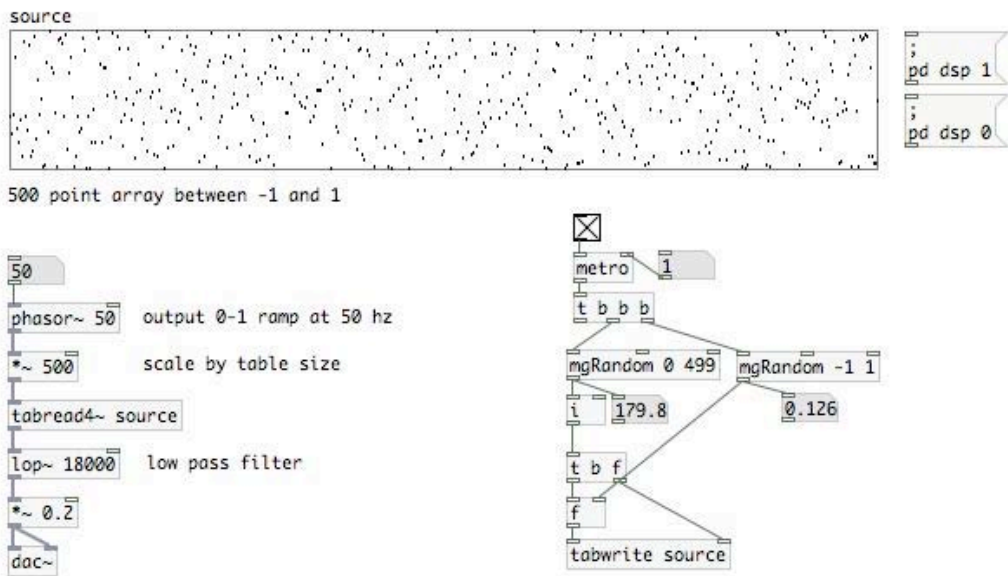 source
;
pd dsp 1
;
pd dsp 0
500 point array between -1 and 1
50
phasor~ 50
output 0-1 ramp at 50 hz
*~ 500
scale by table size
tabread4~ source
lop~ 18000
low pass filter
*~ 0.2
dac~
metro
1
t b b b
mgRandom 0 499
mgRandom -1 1
i
179.8
0.126
t b f
f
tabwrite source